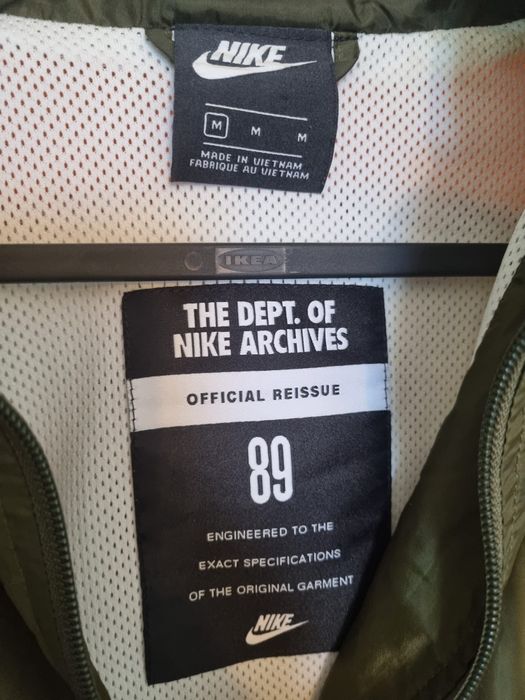 NIKE
M M M
MADE IN VIETNAM
FABRIQUE AU VIETNAM
IKEA
THE DEPT. OF
NIKE ARCHIVES
OFFICIAL REISSUE
89
ENGINEERED TO THE
EXACT SPECIFICATIONS
OF THE ORIGINAL GARMENT
NIKE